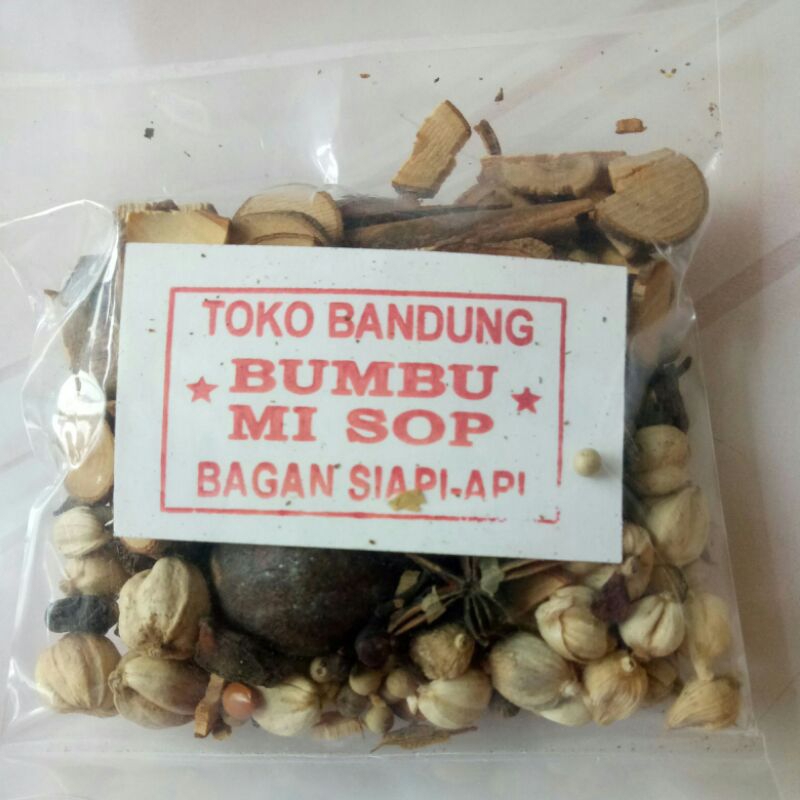 TOKO BANDUNG
BUMBU
MI SOP
BAGAN SIAPI-API